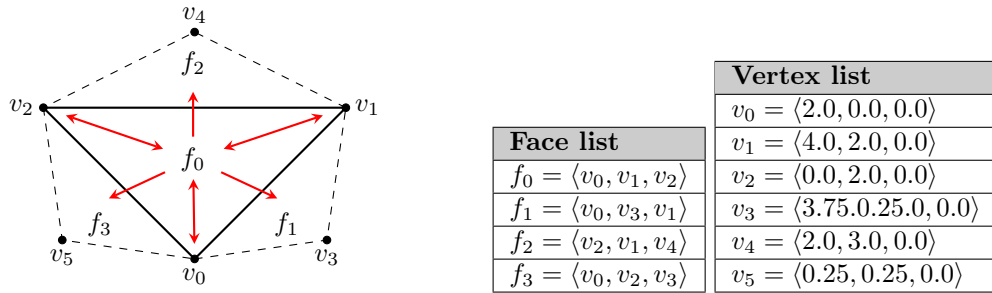 v₄
f₂
v₂
v₁
f₀
f₃
f₁
v₅
v₃
v₀
Face list
f₀ = ⟨v₀, v₁, v₂⟩
f₁ = ⟨v₀, v₃, v₁⟩
f₂ = ⟨v₂, v₁, v₄⟩
f₃ = ⟨v₀, v₂, v₃⟩
Vertex list
v₀ = ⟨2.0, 0.0, 0.0⟩
v₁ = ⟨4.0, 2.0, 0.0⟩
v₂ = ⟨0.0, 2.0, 0.0⟩
v₃ = ⟨3.75.0.25.0, 0.0⟩
v₄ = ⟨2.0, 3.0, 0.0⟩
v₅ = ⟨0.25, 0.25, 0.0⟩